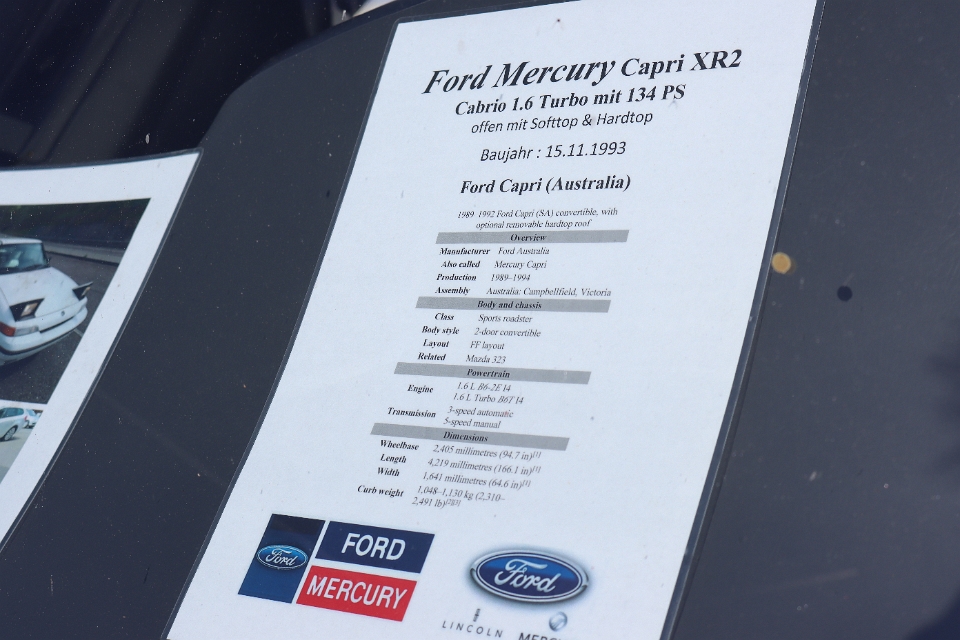 Ford Mercury Capri XR2
Cabrio 1.6 Turbo mit 134 PS
offen mit Softtop & Hardtop
Baujahr : 15.11.1993
Ford Capri (Australia)
1989 1992 Ford Capri (SA) convertible, with
optional removable hardtop roof
Overview
Manufacturer Ford Australia
Also called Mercury Capri
Production 1989–1994
Assembly Australia: Campbellfield, Victoria
Body and chassis
Class Sports roadster
Body style 2-door convertible
Layout FF layout
Related Mazda 323
Powertrain
Engine 1.6 L B6-2E I4
1.6 L Turbo B6T I4
Transmission 3-speed automatic
5-speed manual
Dimensions
Wheelbase 2,405 millimetres (94.7 in)[1]
Length 4,219 millimetres (166.1 in)[1]
Width 1,641 millimetres (64.6 in)[1]
Curb weight 1,048–1,130 kg (2,310–
2,491 lb)
Ford FORD
MERCURY
Ford
LINCOLN